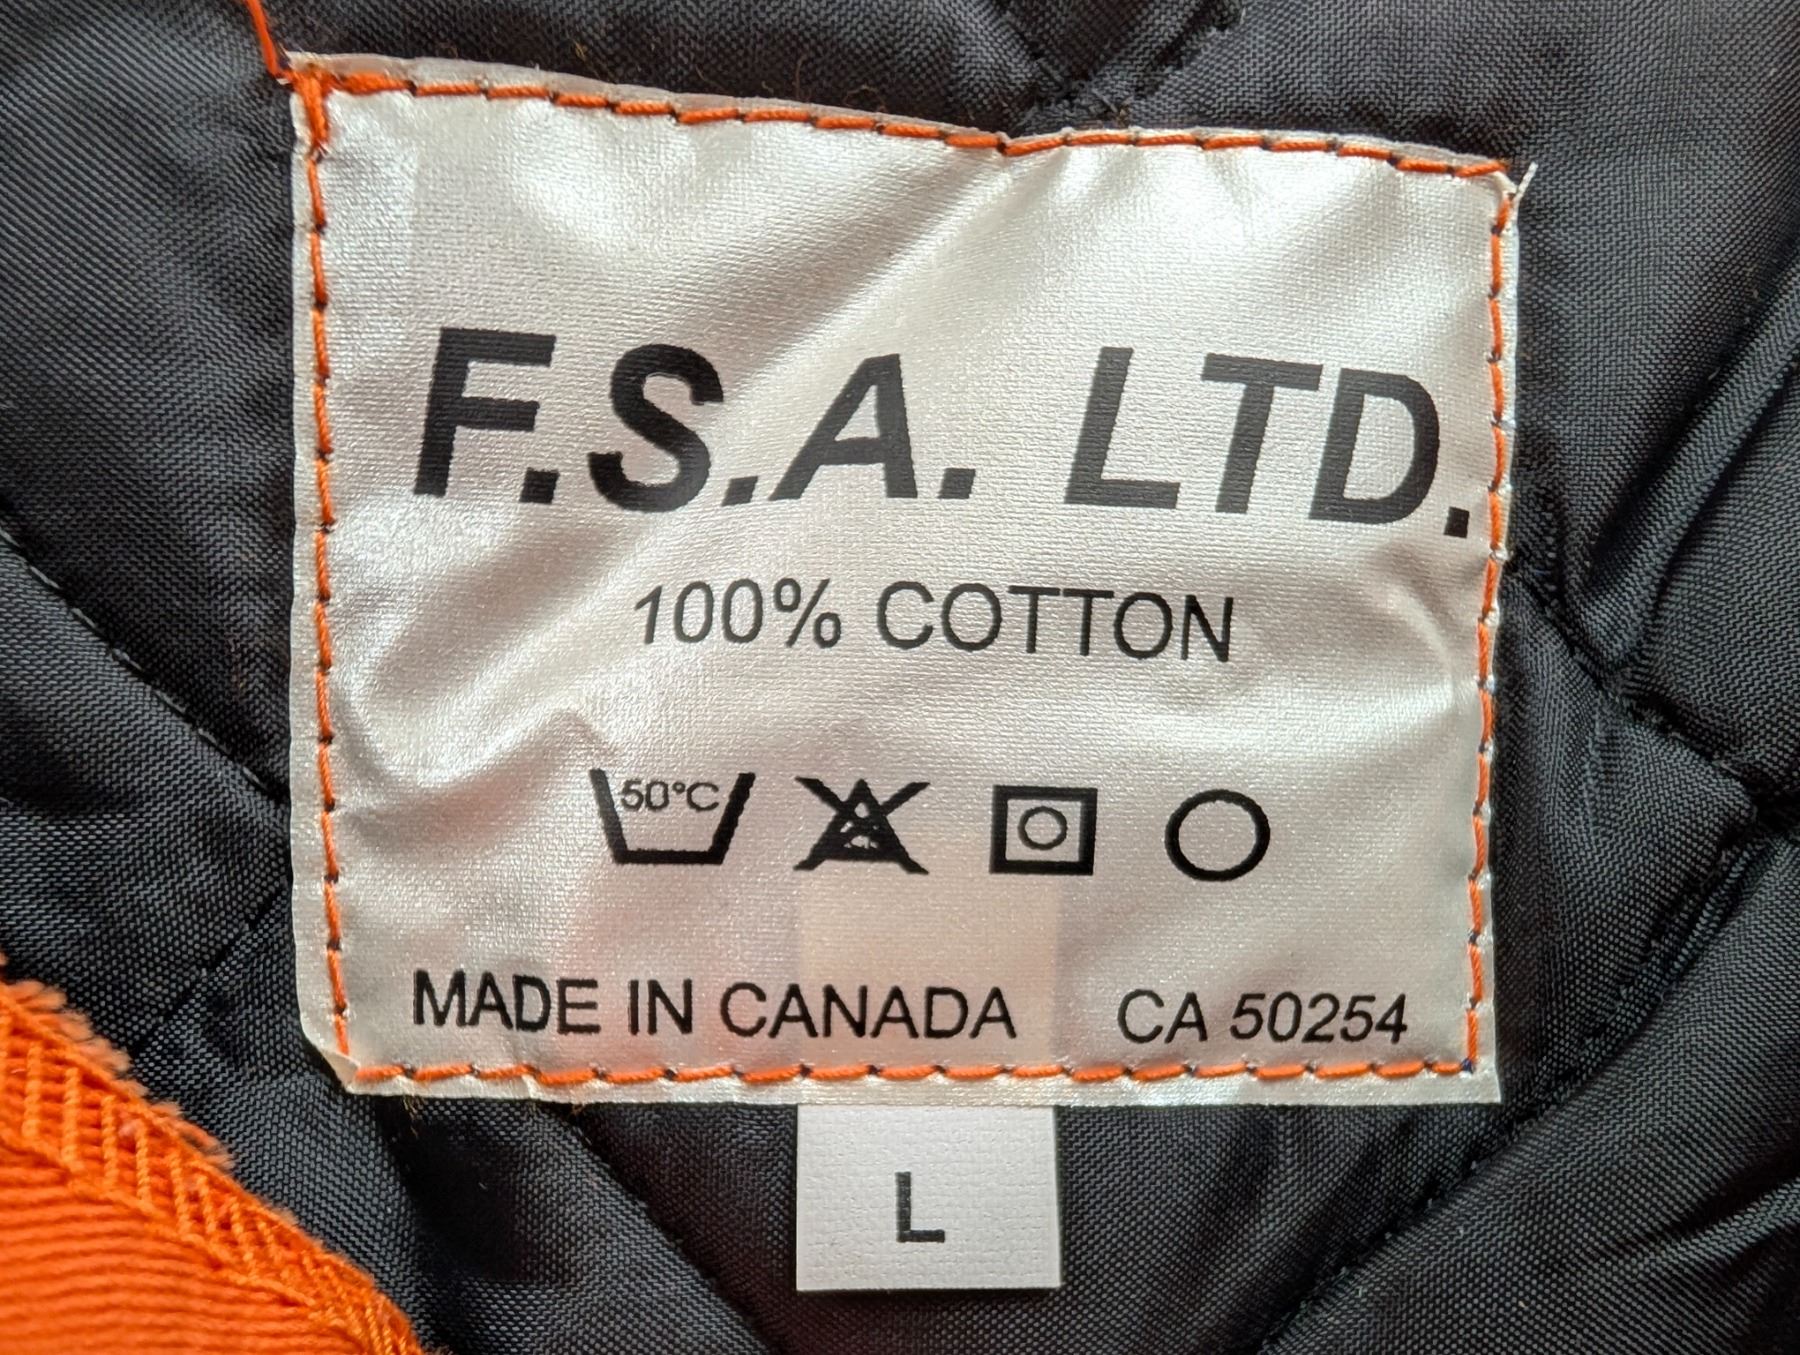 F.S.A. LTD.
100% COTTON
50°C
MADE IN CANADA CA 50254
L